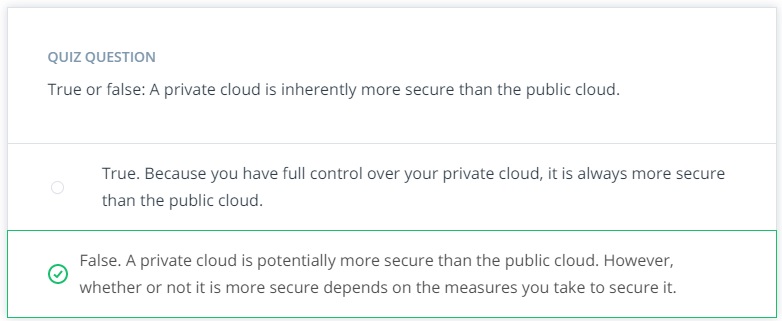 QUIZ QUESTION
True or false: A private cloud is inherently more secure than the public cloud.
True. Because you have full control over your private cloud, it is always more secure
than the public cloud.
False. A private cloud is potentially more secure than the public cloud. However,
whether or not it is more secure depends on the measures you take to secure it.